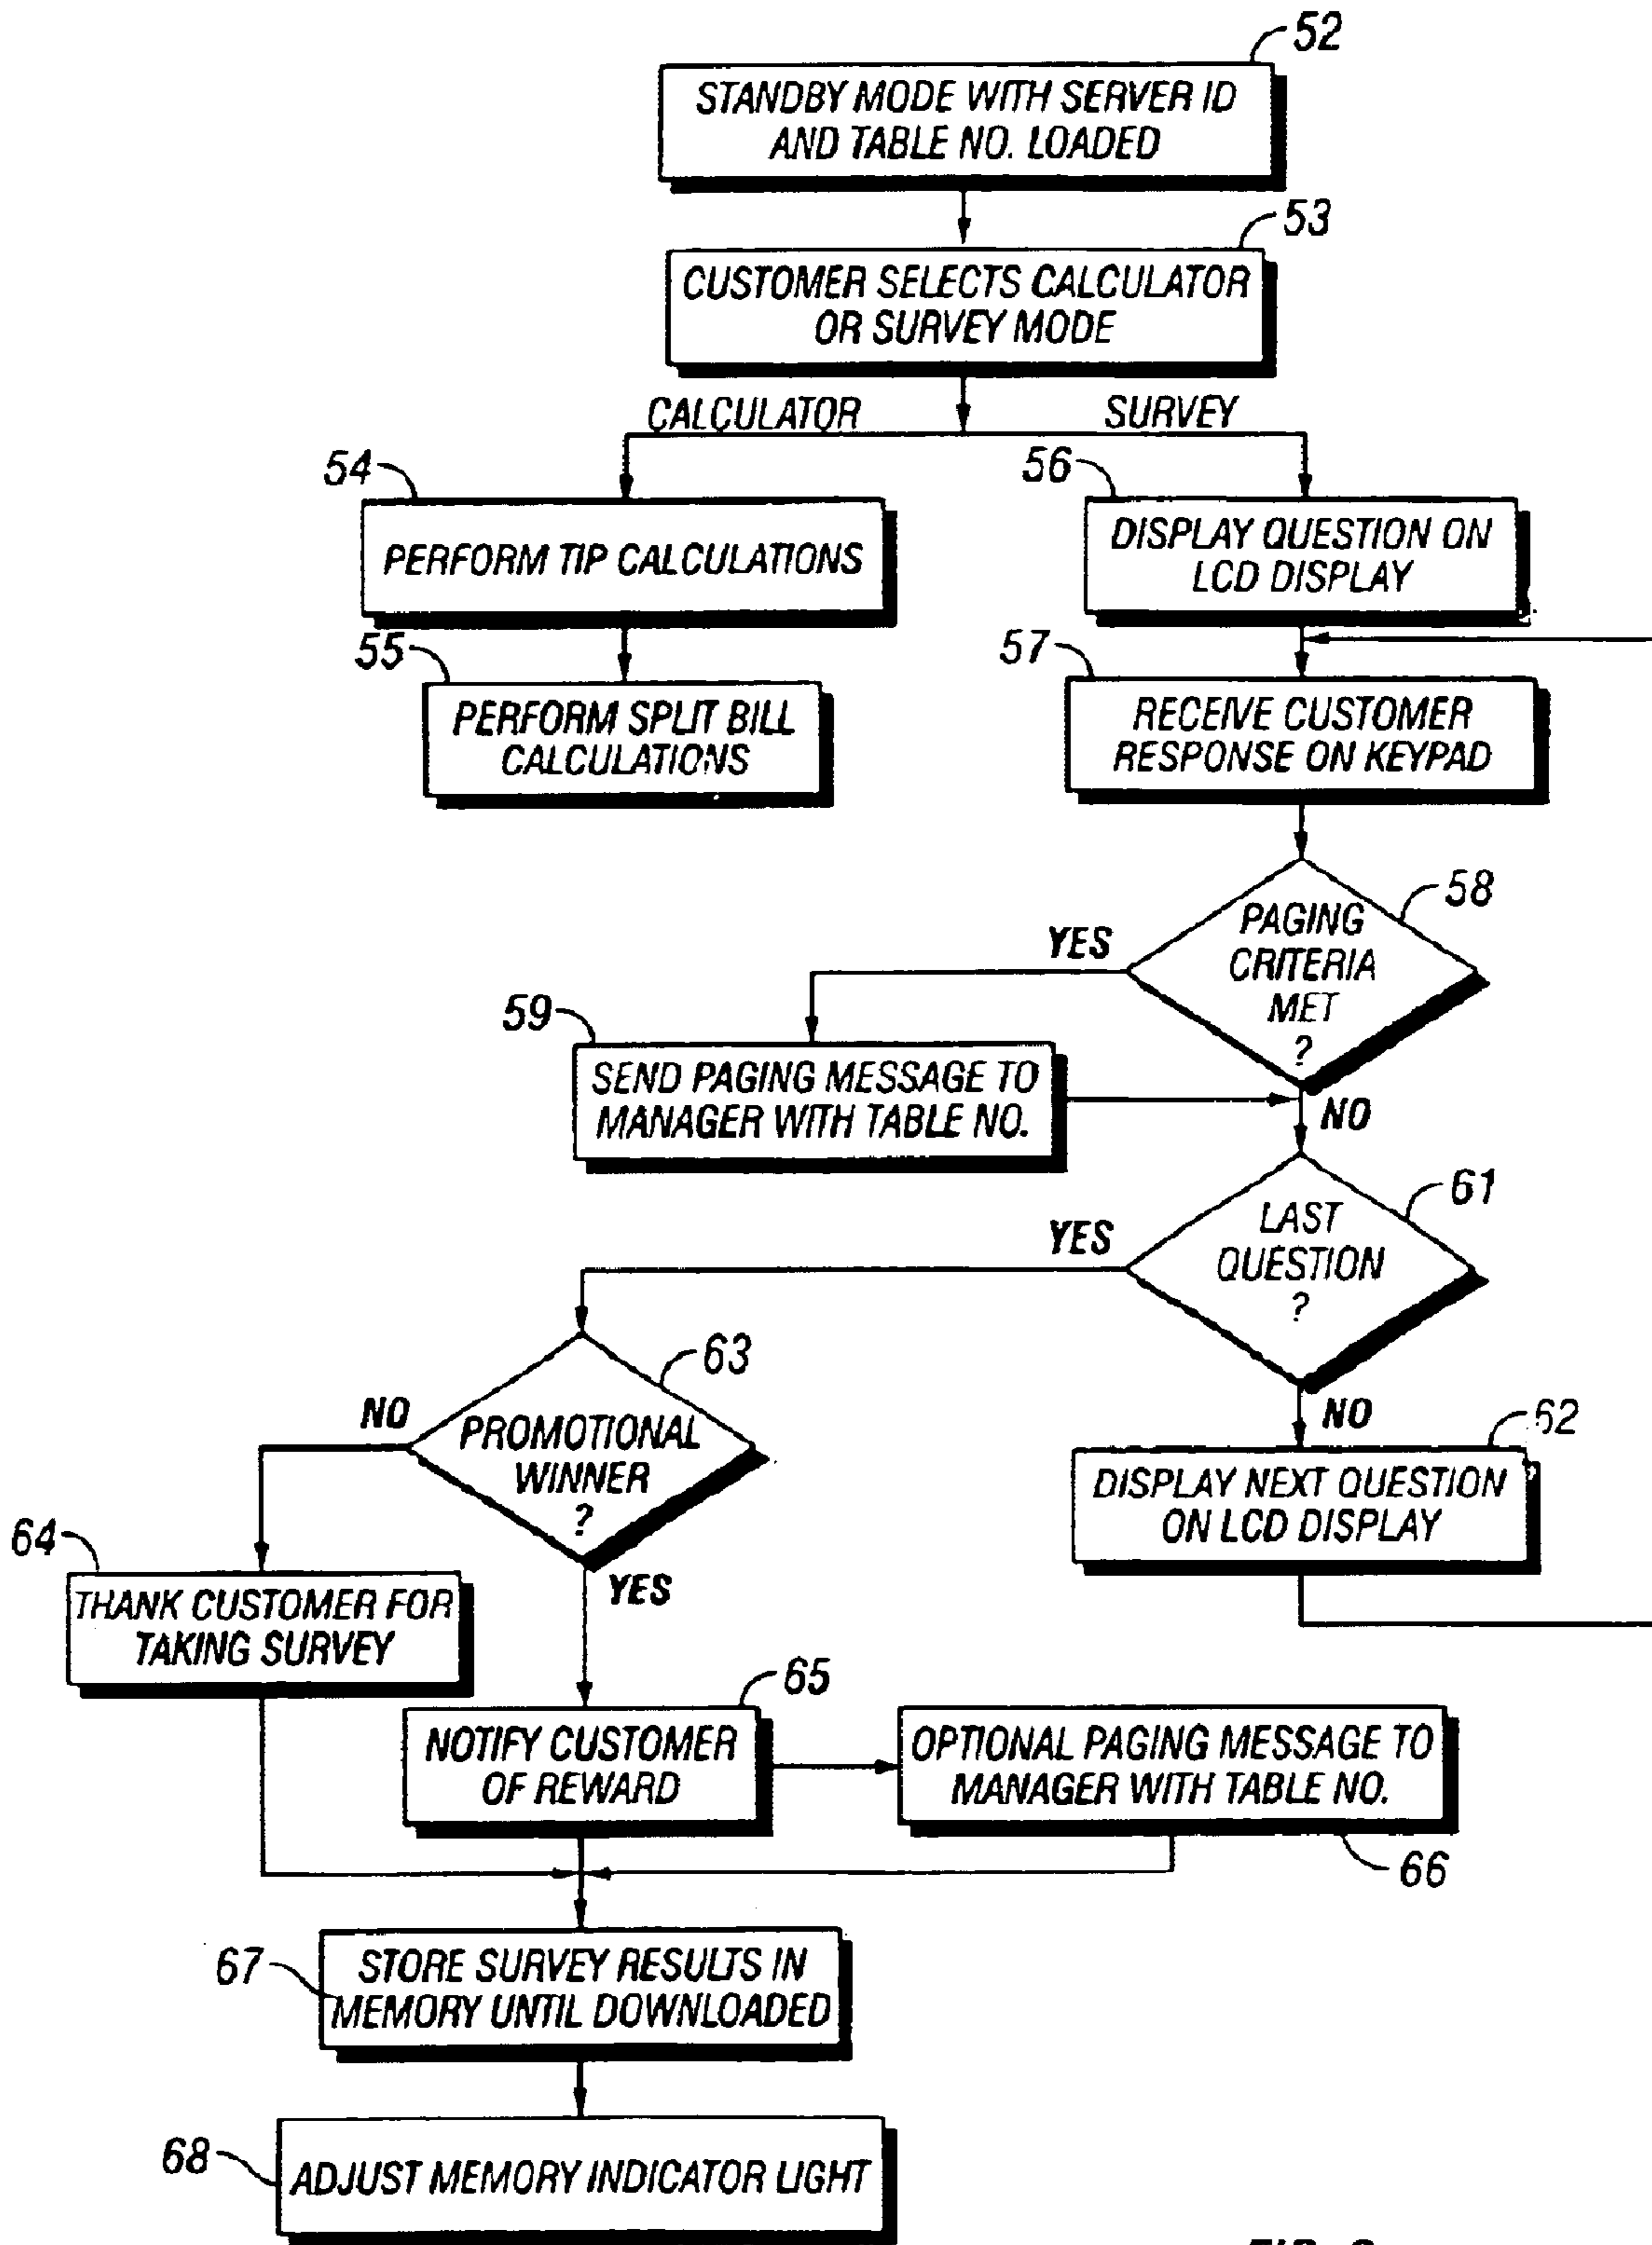 52
STANDBY MODE WITH SERVER ID
AND TABLE NO. LOADED
53
CUSTOMER SELECTS CALCULATOR
OR SURVEY MODE
CALCULATOR
SURVEY
54
PERFORM TIP CALCULATIONS
56
DISPLAY QUESTION ON
LCD DISPLAY
55
PERFORM SPLIT BILL
CALCULATIONS
57
RECEIVE CUSTOMER
RESPONSE ON KEYPAD
58
PAGING
CRITERIA
MET
?
YES
59
SEND PAGING MESSAGE TO
MANAGER WITH TABLE NO.
NO
61
LAST
QUESTION
?
YES
63
PROMOTIONAL
WINNER
?
NO
NO
62
DISPLAY NEXT QUESTION
ON LCD DISPLAY
64
THANK CUSTOMER FOR
TAKING SURVEY
YES
65
NOTIFY CUSTOMER
OF REWARD
OPTIONAL PAGING MESSAGE TO
MANAGER WITH TABLE NO.
66
67
STORE SURVEY RESULTS IN
MEMORY UNTIL DOWNLOADED
68
ADJUST MEMORY INDICATOR LIGHT